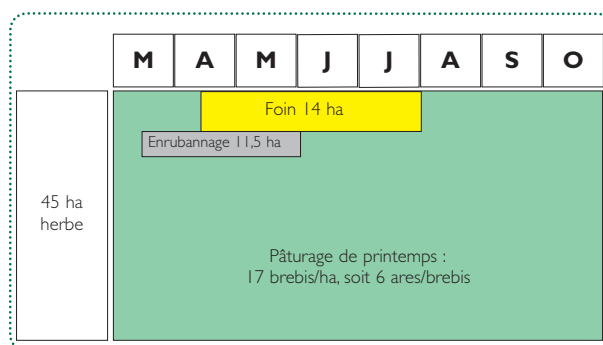 M A M J J A S O
Foin 14 ha
Enrubannage 11,5 ha
45 ha
herbe
Pâturage de printemps :
17 brebis/ha, soit 6 ares/brebis